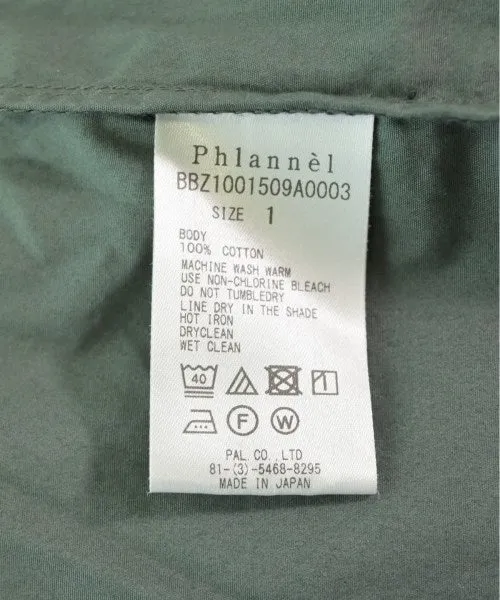 Phlannèl
BBZ1001509A0003
SIZE 1
BODY
100% COTTON
MACHINE WASH WARM
USE NON-CHLORINE BLEACH
DO NOT TUMBLEDRY
LINE DRY IN THE SHADE
HOT IRON
DRYCLEAN
WET CLEAN
40
F W
PAL.CO.,LTD
81-(3)-5468-8295
MADE IN JAPAN